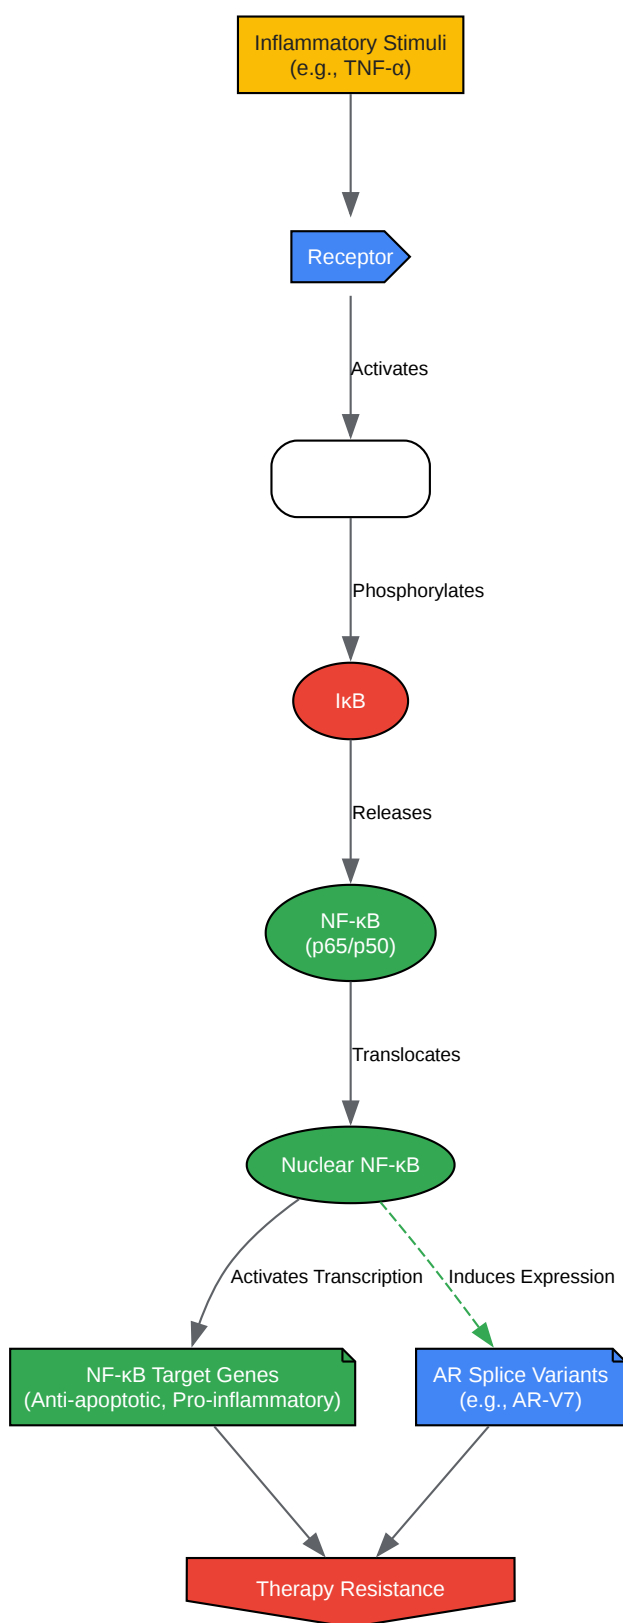 Inflammatory Stimuli
(e.g., TNF-α)
Receptor
Activates
Phosphorylates
IκB
Releases
NF-κB
(p65/p50)
Translocates
Nuclear NF-κB
Activates Transcription
Induces Expression
NF-κB Target Genes
(Anti-apoptotic, Pro-inflammatory)
AR Splice Variants
(e.g., AR-V7)
Therapy Resistance